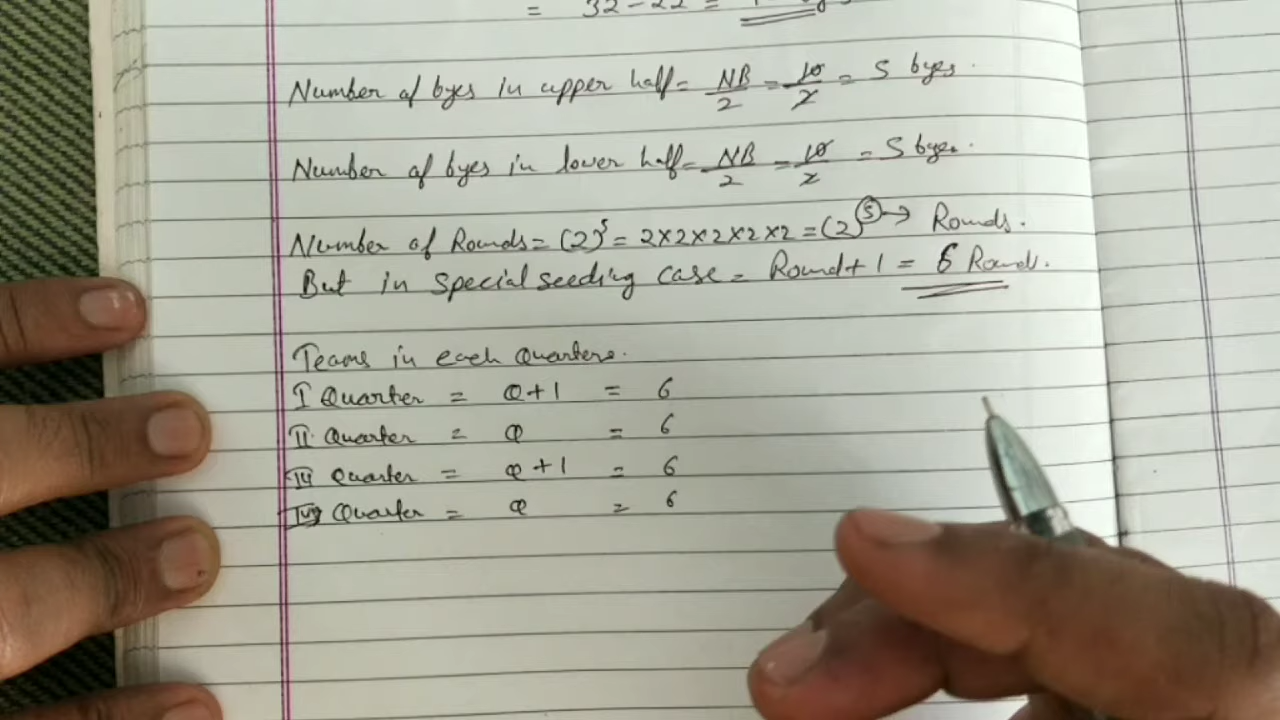 = 32-22 =
Number of byes in upper half = NB/2 = 10/2 = 5 byes.
Number of byes in lower half = NB/2 = 10/2 = 5 byes.
Number of Rounds = (2)⁵ = 2×2×2×2×2 = (2)⁵ → Rounds.
But in special seeding case = Round + 1 = 6 Round.
Teams in each Quarters.
I Quarter = Q+1 = 6
II Quarter = Q = 6
III Quarter = Q+1 = 6
IV Quarter = Q = 6